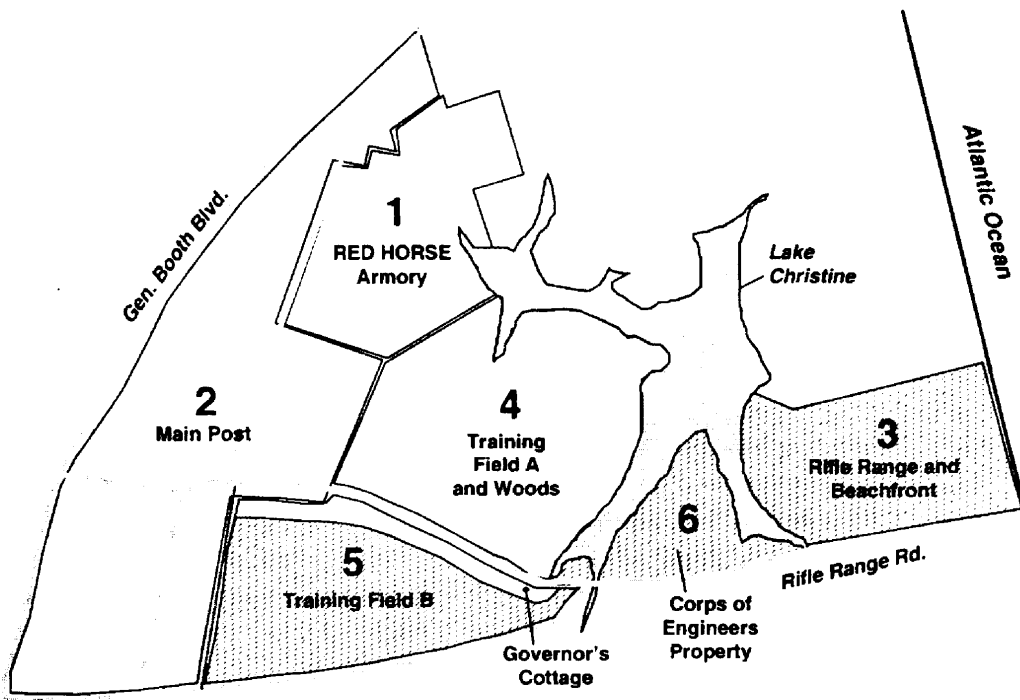 Gen. Booth Blvd.
1
RED HORSE
Armory
Lake
Christine
Atlantic Ocean
2
Main Post
4
Training
Field A
and Woods
3
Rifle Range and
Beachfront
6
5
Training Field B
Rifle Range Rd.
Corps of
Engineers
Property
Governor's
Cottage